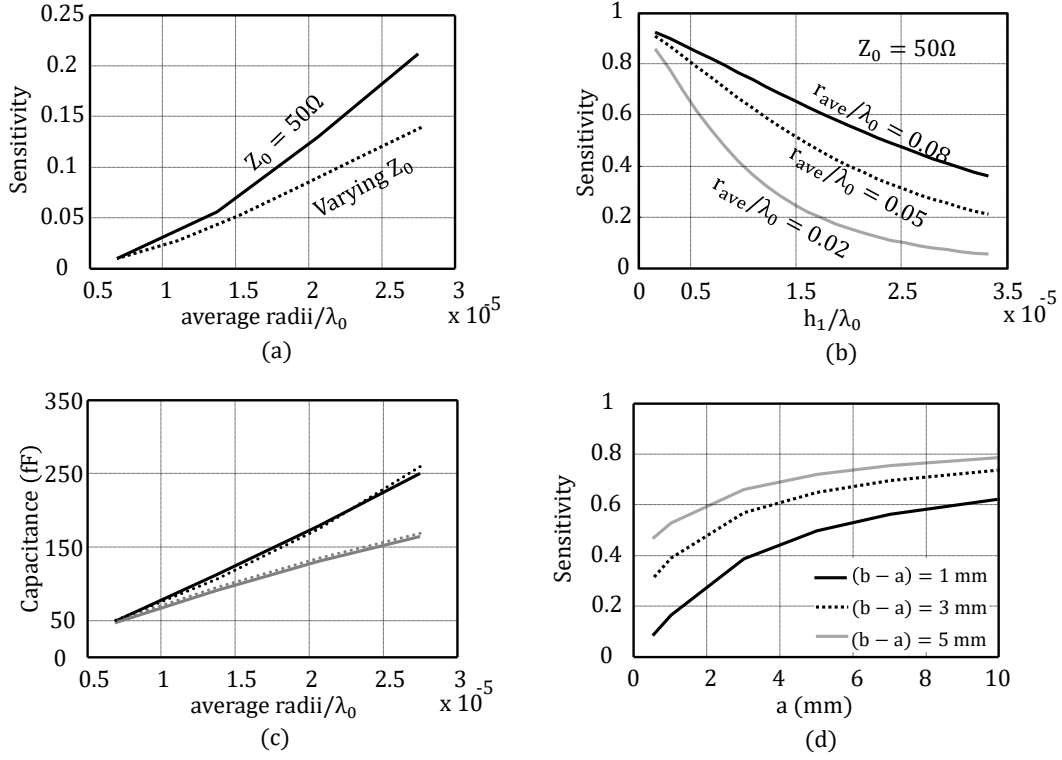 (a)
0.25
0.2
0.15
0.1
0.05
0
Sensitivity
Z₀ = 50Ω
Varying Z₀
0.5 1 1.5 2 2.5 3
average radii/λ₀
x 10⁵
(a)
(b)
1
0.8
0.6
0.4
0.2
0
Sensitivity
Z₀ = 50Ω
r_ave/λ₀ = 0.08
r_ave/λ₀ = 0.05
r_ave/λ₀ = 0.02
0 0.5 1.5 2.5 3.5
h₁/λ₀
x 10⁻⁵
(b)
350
250
150
50
0
Capacitance (fF)
0.5 1 1.5 2 2.5 3
average radii/λ₀
x 10⁻⁵
(c)
1
0.8
0.6
0.4
0.2
0
Sensitivity
(b − a) = 1 mm
(b − a) = 3 mm
(b − a) = 5 mm
0 2 4 6 8 10
a (mm)
(d)